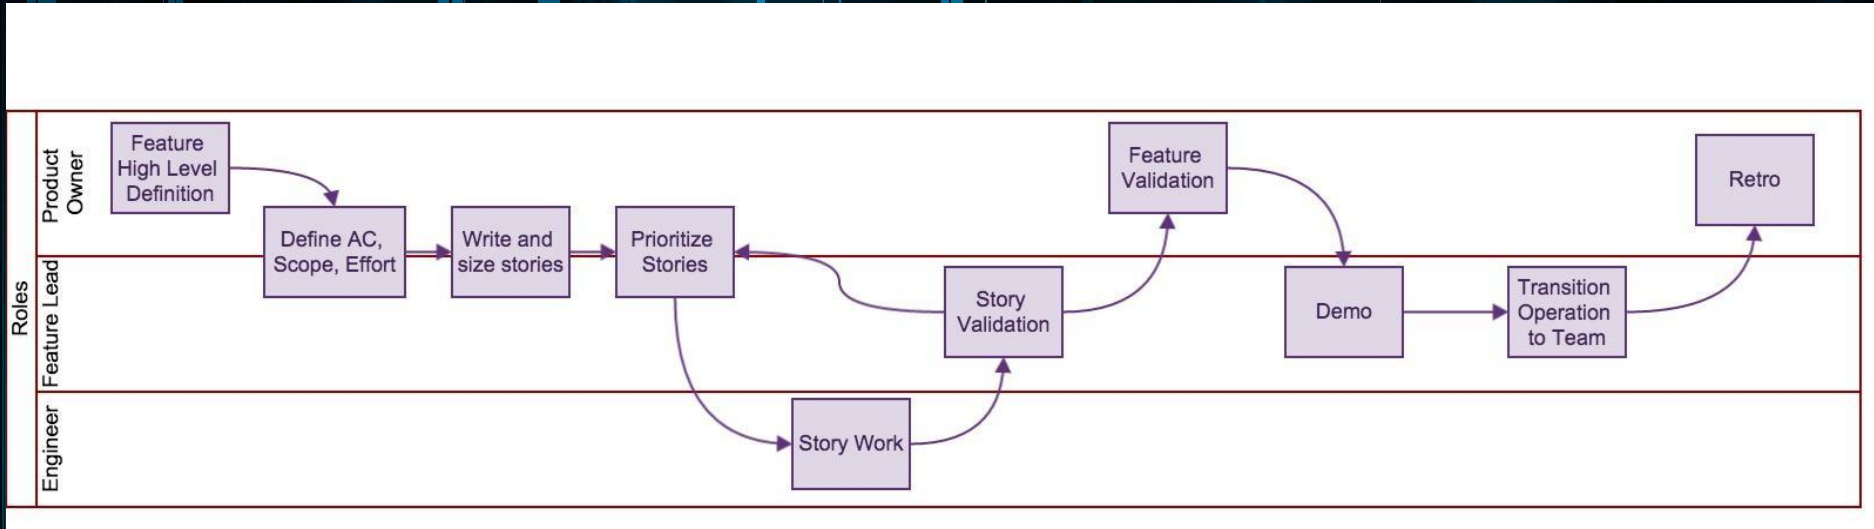 Roles
Product
Owner
Feature Lead
Engineer
Feature
High Level
Definition
Define AC,
Scope, Effort
Write and
size stories
Prioritize
Stories
Story Work
Story
Validation
Feature
Validation
Demo
Transition
Operation
to Team
Retro